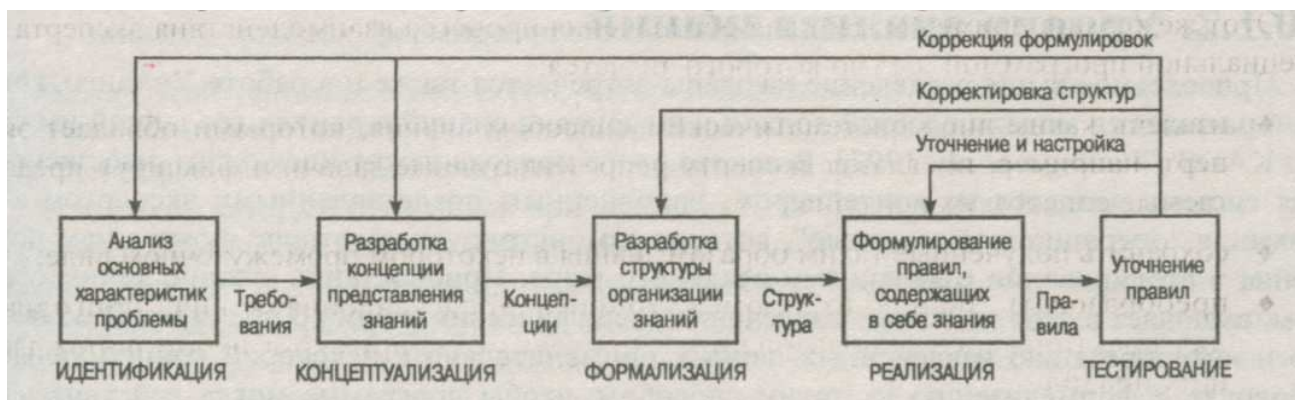 Коррекция формулировок
Корректировка структур
Уточнение и настройка
Анализ
основных
характеристик
проблемы
Требо-
вания
Разработка
концепции
представления
знаний
Концеп-
ции
Разработка
структуры
организации
знаний
Струк-
тура
Формулирование
правил,
содержащих
в себе знания
Пра-
вила
Уточнение
правил
ИДЕНТИФИКАЦИЯ
КОНЦЕПТУАЛИЗАЦИЯ
ФОРМАЛИЗАЦИЯ
РЕАЛИЗАЦИЯ
ТЕСТИРОВАНИЕ